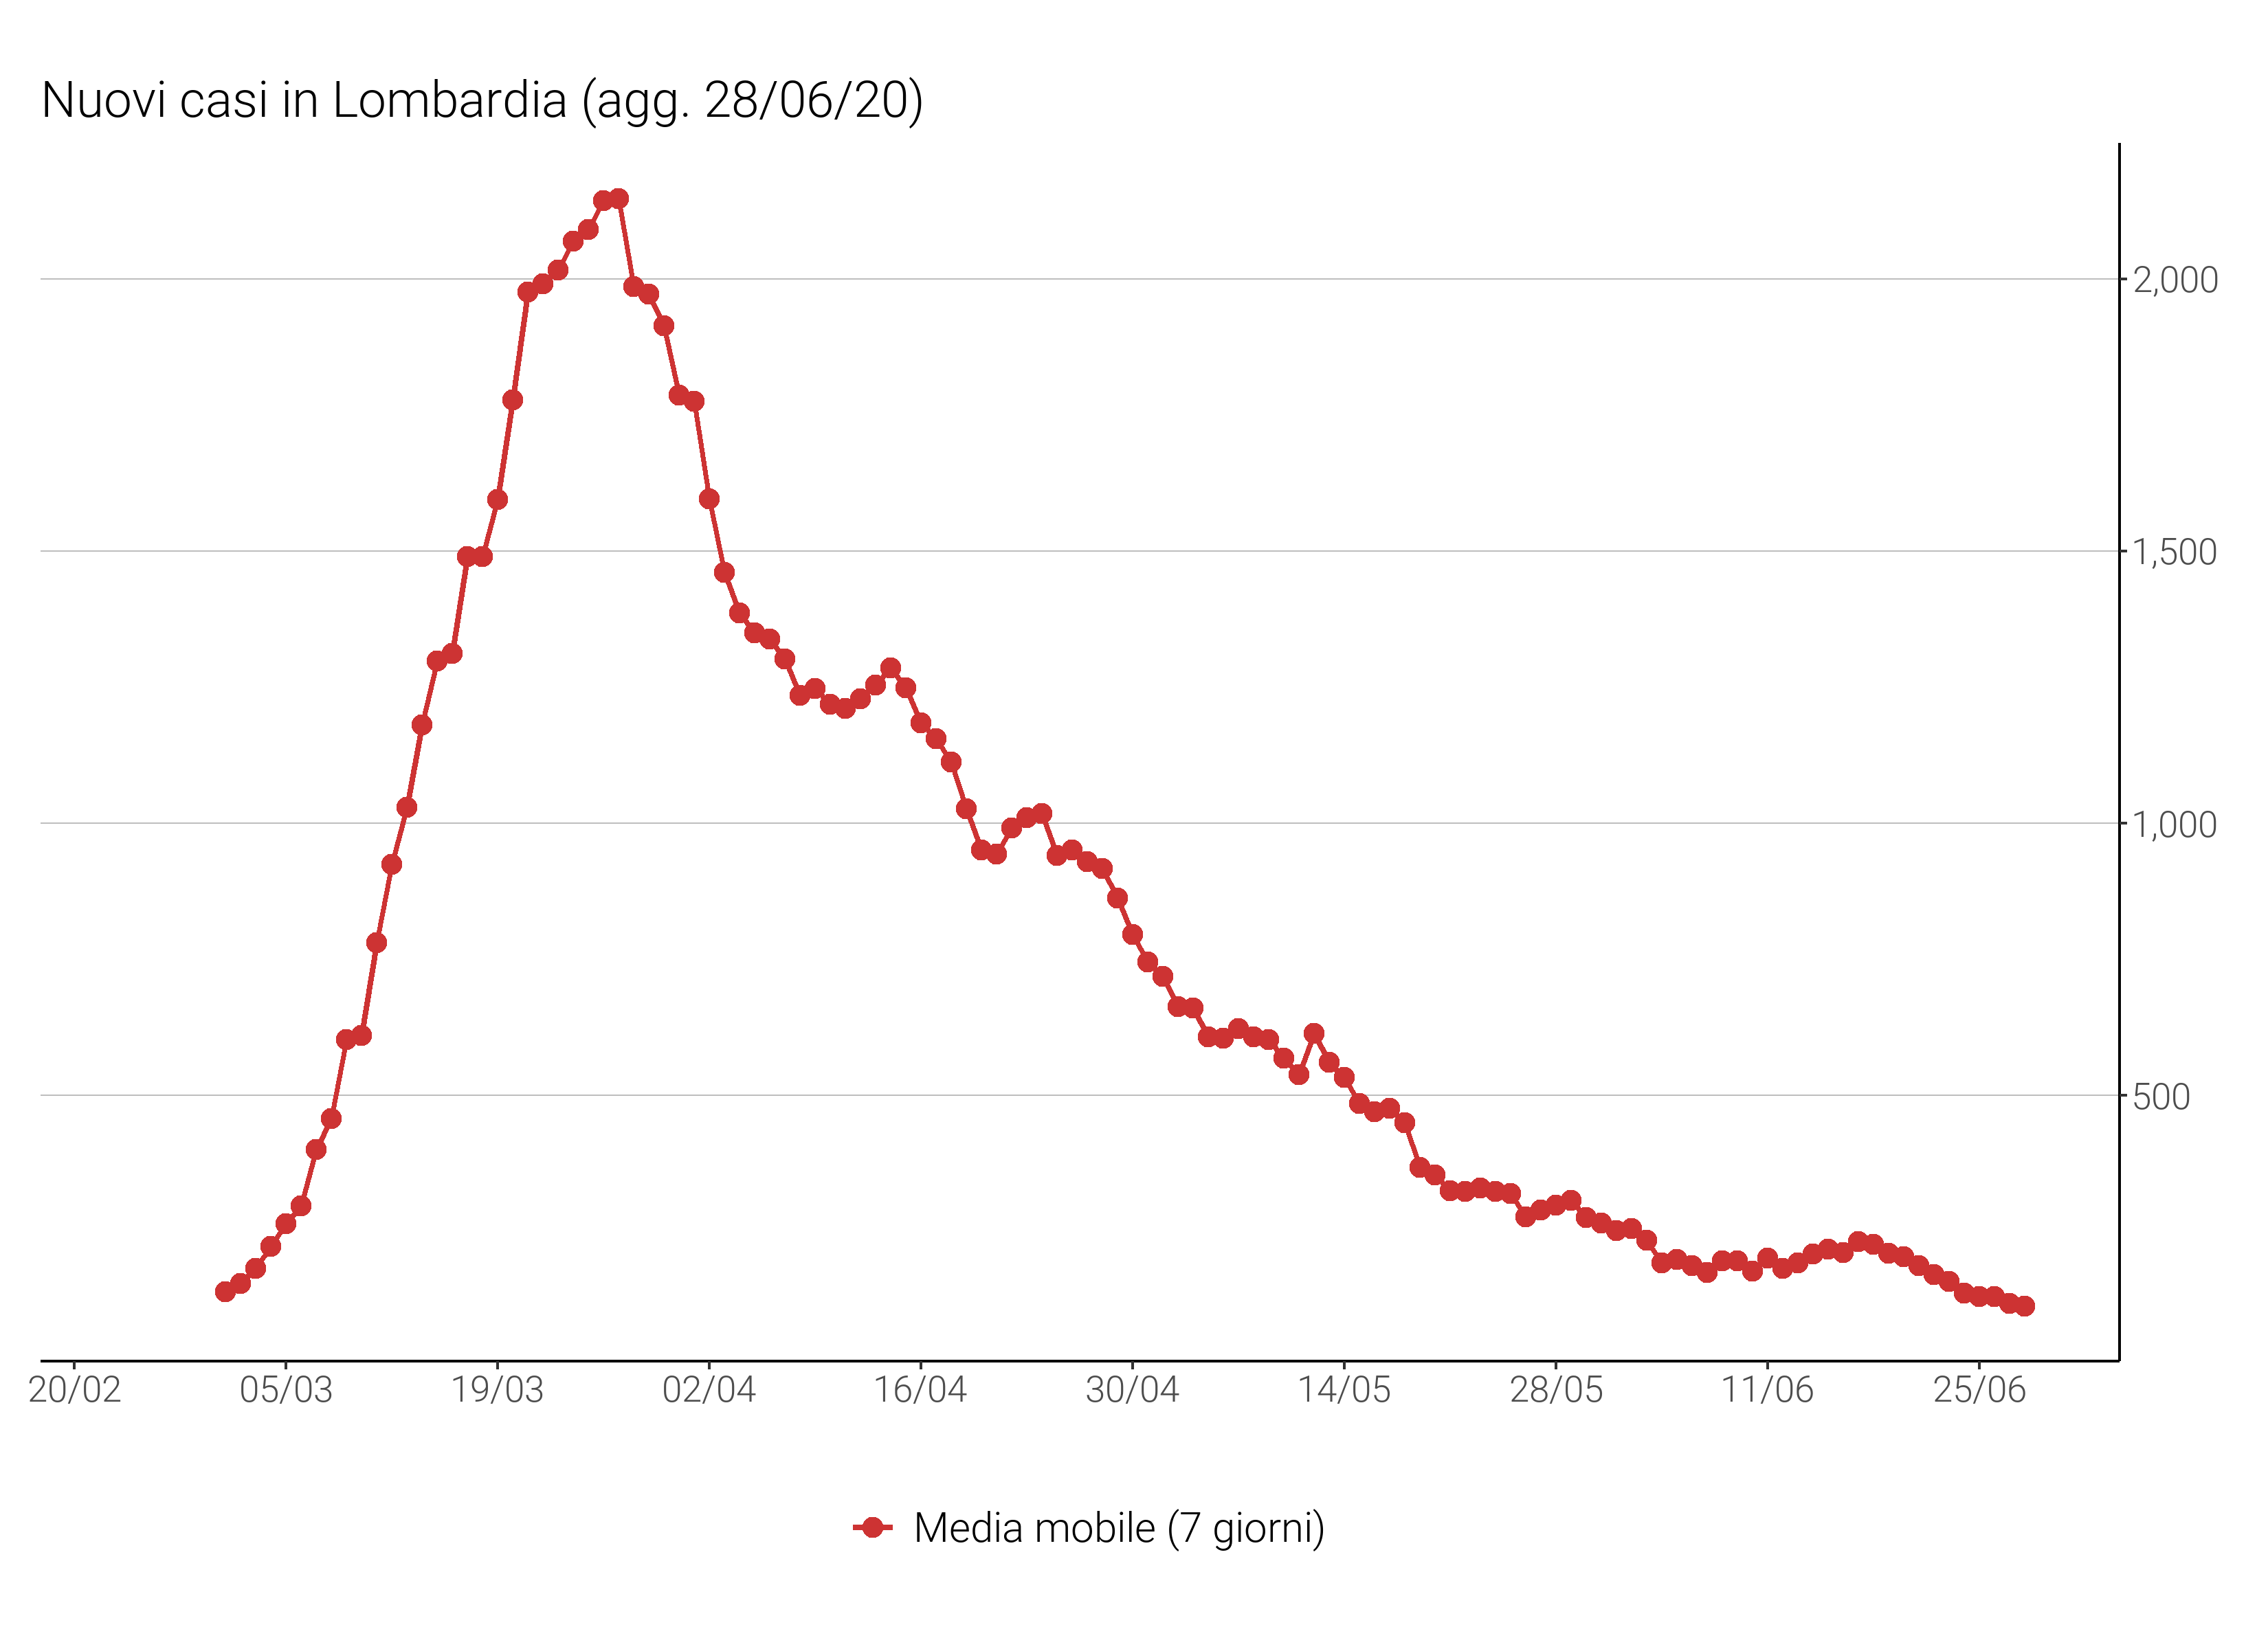 Nuovi casi in Lombardia (agg. 28/06/20)
2,000
1,500
1,000
500
20/02 05/03 19/03 02/04 16/04 30/04 14/05 28/05 11/06 25/06
Media mobile (7 giorni)